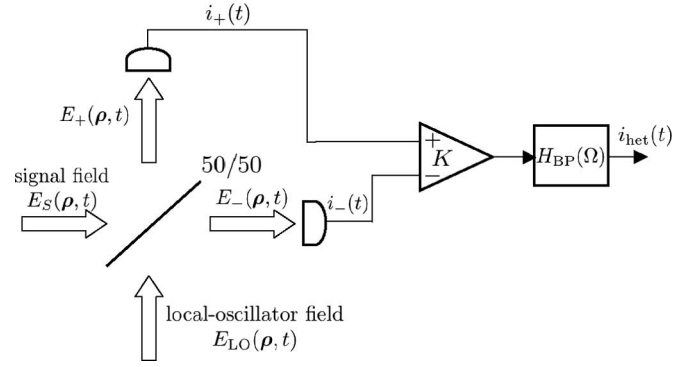 i₊(t)
E₊(ρ, t)
50/50
signal field
E_S(ρ, t)
E₋(ρ, t)
i₋(t)
+
K
−
H_BP(Ω)
i_het(t)
local-oscillator field
E_LO(ρ, t)